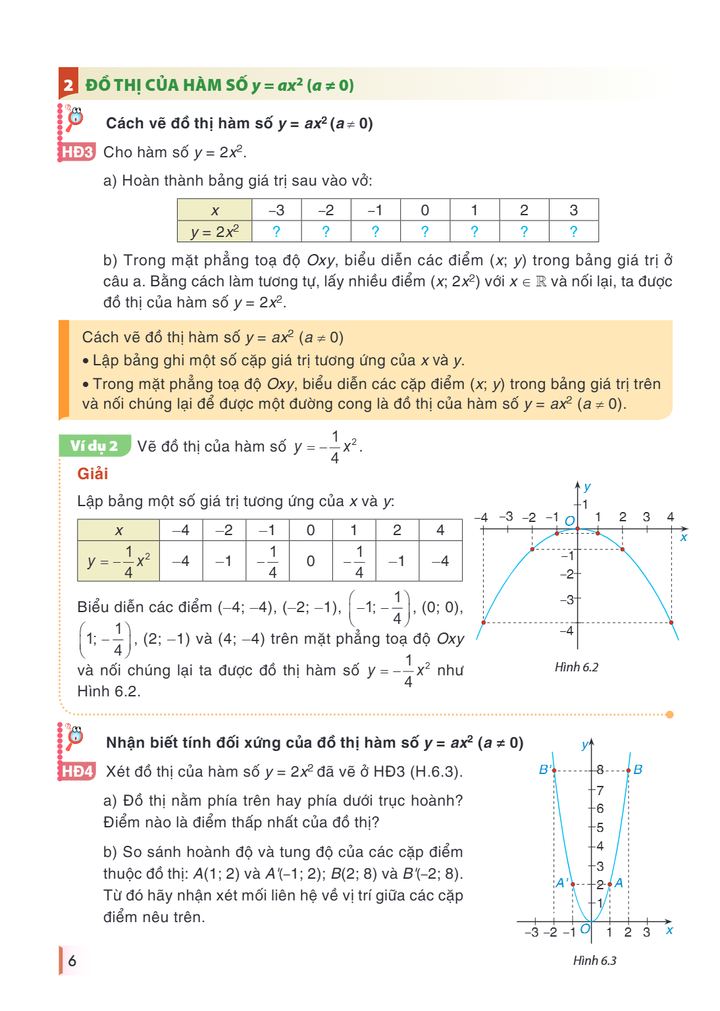 2 ĐỒ THỊ CỦA HÀM SỐ y = ax² (a ≠ 0)
Cách vẽ đồ thị hàm số y = ax² (a ≠ 0)
HĐ3 Cho hàm số y = 2x².
a) Hoàn thành bảng giá trị sau vào vở:
x −3 −2 −1 0 1 2 3
y = 2x² ? ? ? ? ? ? ?
b) Trong mặt phẳng toạ độ Oxy, biểu diễn các điểm (x; y) trong bảng giá trị ở
câu a. Bằng cách làm tương tự, lấy nhiều điểm (x; 2x²) với x ∈ ℝ và nối lại, ta được
đồ thị của hàm số y = 2x².
Cách vẽ đồ thị hàm số y = ax² (a ≠ 0)
• Lập bảng ghi một số cặp giá trị tương ứng của x và y.
• Trong mặt phẳng toạ độ Oxy, biểu diễn các cặp điểm (x; y) trong bảng giá trị trên
và nối chúng lại để được một đường cong là đồ thị của hàm số y = ax² (a ≠ 0).
Ví dụ 2 Vẽ đồ thị của hàm số y = −1/4 x².
Giải
Lập bảng một số giá trị tương ứng của x và y:
x −4 −2 −1 0 1 2 4
y = −1/4 x² −4 −1 −1/4 0 −1/4 −1 −4
Biểu diễn các điểm (−4; −4), (−2; −1), (−1; −1/4), (0; 0),
(1; −1/4), (2; −1) và (4; −4) trên mặt phẳng toạ độ Oxy
và nối chúng lại ta được đồ thị hàm số y = −1/4 x² như
Hình 6.2.
y
1
−4 −3 −2 −1 O 1 2 3 4
x
−1
−2
−3
−4
Hình 6.2
Nhận biết tính đối xứng của đồ thị hàm số y = ax² (a ≠ 0)
HĐ4 Xét đồ thị của hàm số y = 2x² đã vẽ ở HĐ3 (H.6.3).
a) Đồ thị nằm phía trên hay phía dưới trục hoành?
Điểm nào là điểm thấp nhất của đồ thị?
b) So sánh hoành độ và tung độ của các cặp điểm
thuộc đồ thị: A(1; 2) và A'(−1; 2); B(2; 8) và B'(−2; 8).
Từ đó hãy nhận xét mối liên hệ về vị trí giữa các cặp
điểm nêu trên.
y
B' 8 B
7
6
5
4
3
A' 2 A
1
−3 −2 −1 O 1 2 3 x
Hình 6.3
6